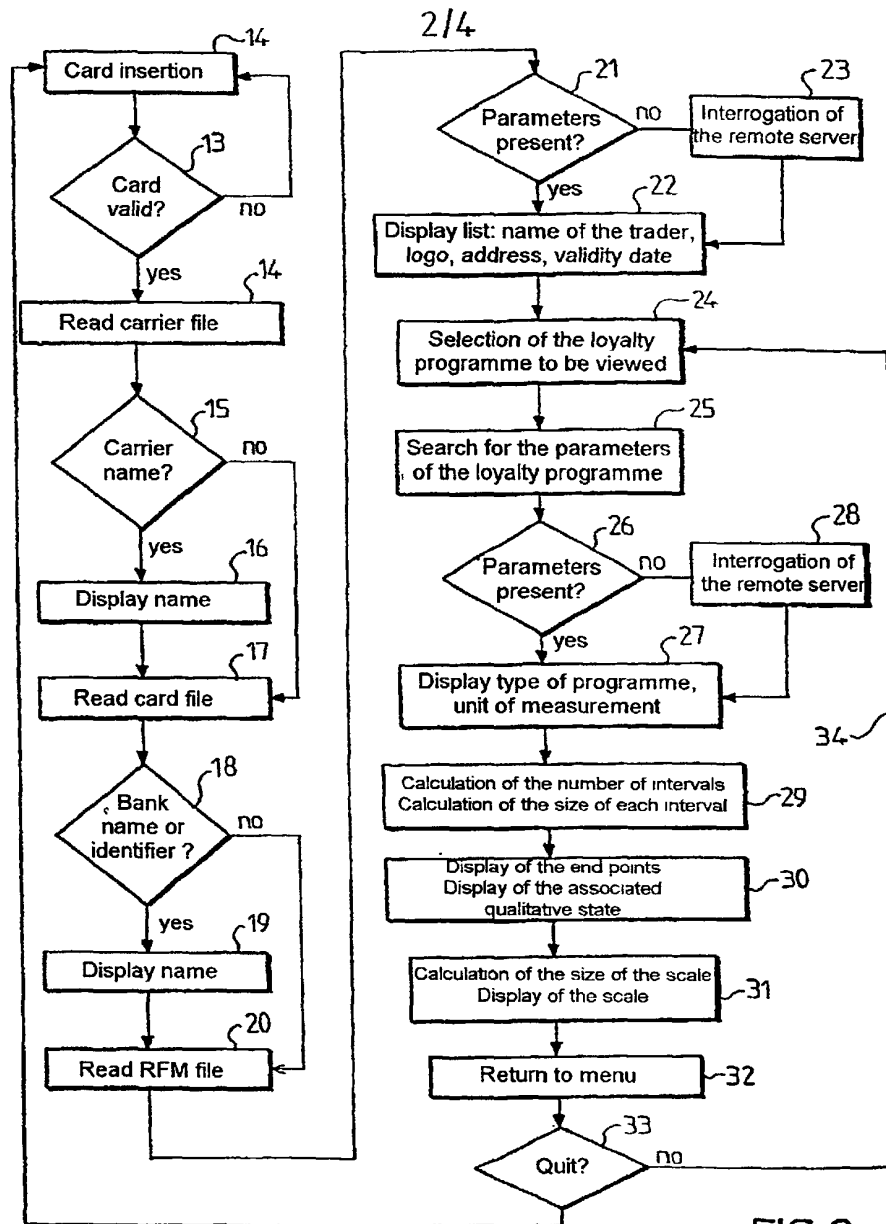 2/4
14
Card insertion
13
Card
valid?
no
yes
14
Read carrier file
15
Carrier
name?
no
yes
16
Display name
17
Read card file
18
Bank
name or
identifier ?
no
yes
19
Display name
20
Read RFM file
21
Parameters
present?
no
yes
23
Interrogation of
the remote server
22
Display list: name of the trader,
logo, address, validity date
24
Selection of the loyalty
programme to be viewed
25
Search for the parameters
of the loyalty programme
26
Parameters
present?
no
yes
28
Interrogation of
the remote server
27
Display type of programme,
unit of measurement
34
Calculation of the number of intervals
Calculation of the size of each interval
29
Display of the end points
Display of the associated
qualitative state
30
Calculation of the size of the scale
Display of the scale
31
Return to menu
32
33
Quit?
no